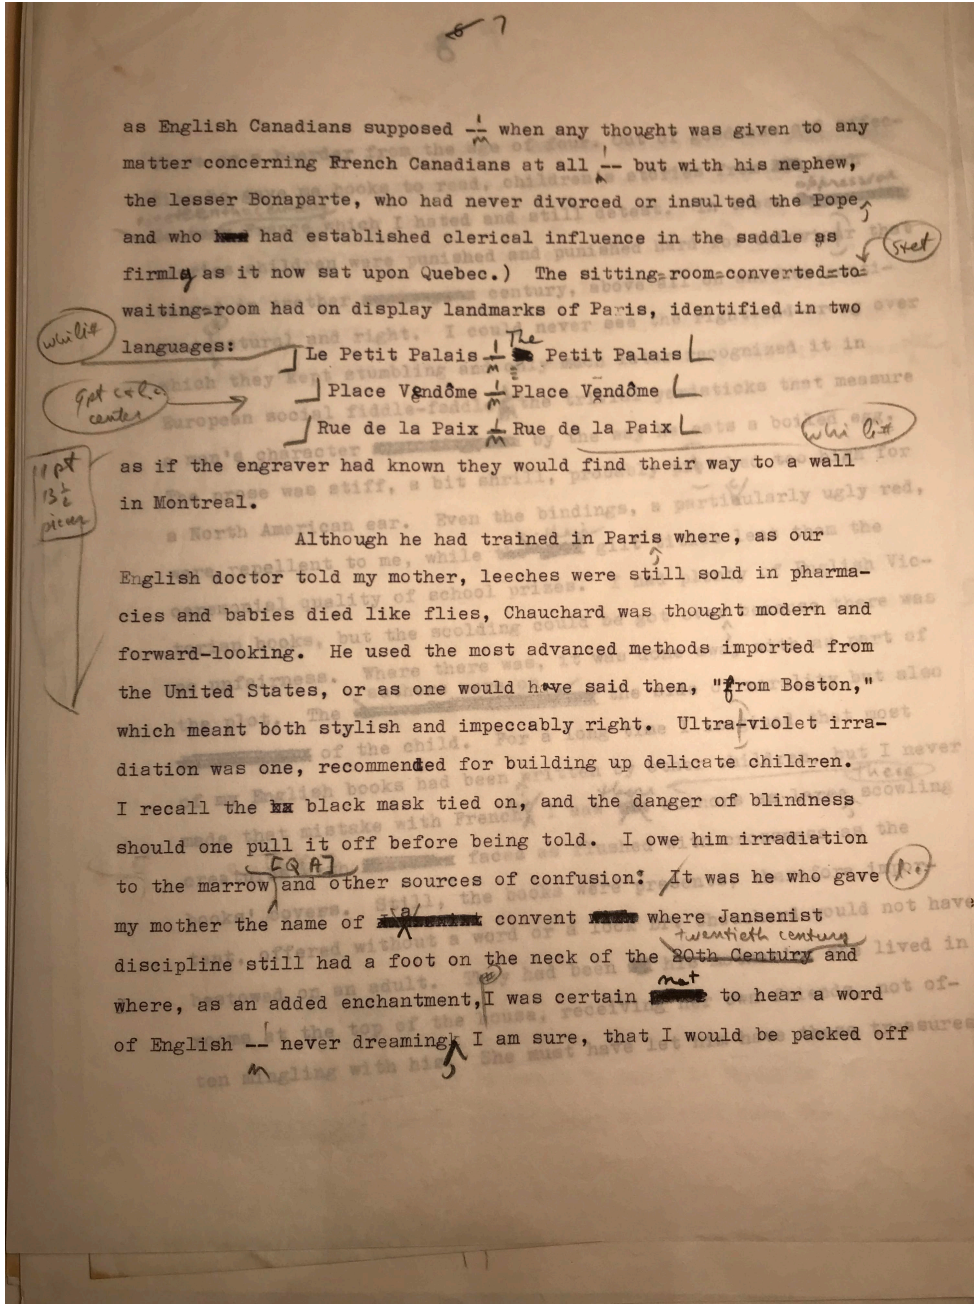 7
as English Canadians supposed -- when any thought was given to any
matter concerning French Canadians at all -- but with his nephew,
the lesser Bonaparte, who had never divorced or insulted the Pope,
and who had established clerical influence in the saddle as
stet
firmly as it now sat upon Quebec.) The sitting-room-converted-to-
waiting-room had on display landmarks of Paris, identified in two
languages:
Le Petit Palais -- The Petit Palais
Place Vendôme -- Place Vendôme
9pt
center
Rue de la Paix -- Rue de la Paix
11 pt
13½
as if the engraver had known they would find their way to a wall
in Montreal.
Although he had trained in Paris where, as our
English doctor told my mother, leeches were still sold in pharma-
cies and babies died like flies, Chauchard was thought modern and
forward-looking. He used the most advanced methods imported from
the United States, or as one would have said then, "from Boston,"
which meant both stylish and impeccably right. Ultra-violet irra-
diation was one, recommended for building up delicate children.
I recall the black mask tied on, and the danger of blindness
should one pull it off before being told. I owe him irradiation
[Q A]
to the marrow and other sources of confusion: It was he who gave
my mother the name of a convent where Jansenist
twentieth century
discipline still had a foot on the neck of the 20th Century and
not
where, as an added enchantment, I was certain to hear a word
of English -- never dreaming, I am sure, that I would be packed off